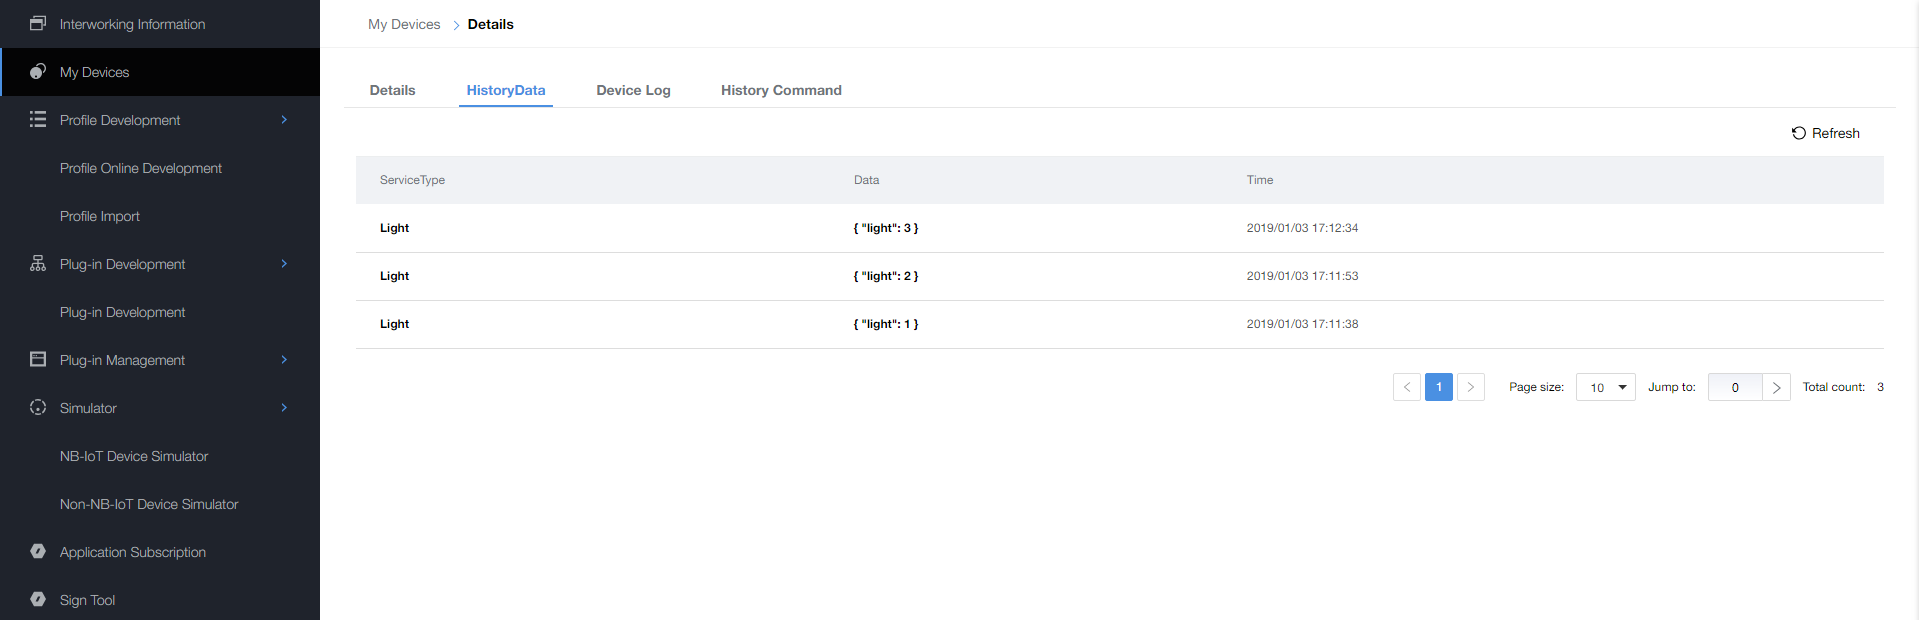 Interworking Information
My Devices
Profile Development
Profile Online Development
Profile Import
Plug-in Development
Plug-in Development
Plug-in Management
Simulator
NB-IoT Device Simulator
Non-NB-IoT Device Simulator
Application Subscription
Sign Tool
My Devices > Details
Details HistoryData Device Log History Command
Refresh
ServiceType Data Time
Light { "light": 3 } 2019/01/03 17:12:34
Light { "light": 2 } 2019/01/03 17:11:53
Light { "light": 1 } 2019/01/03 17:11:38
< 1 > Page size: 10 Jump to: 0 > Total count: 3